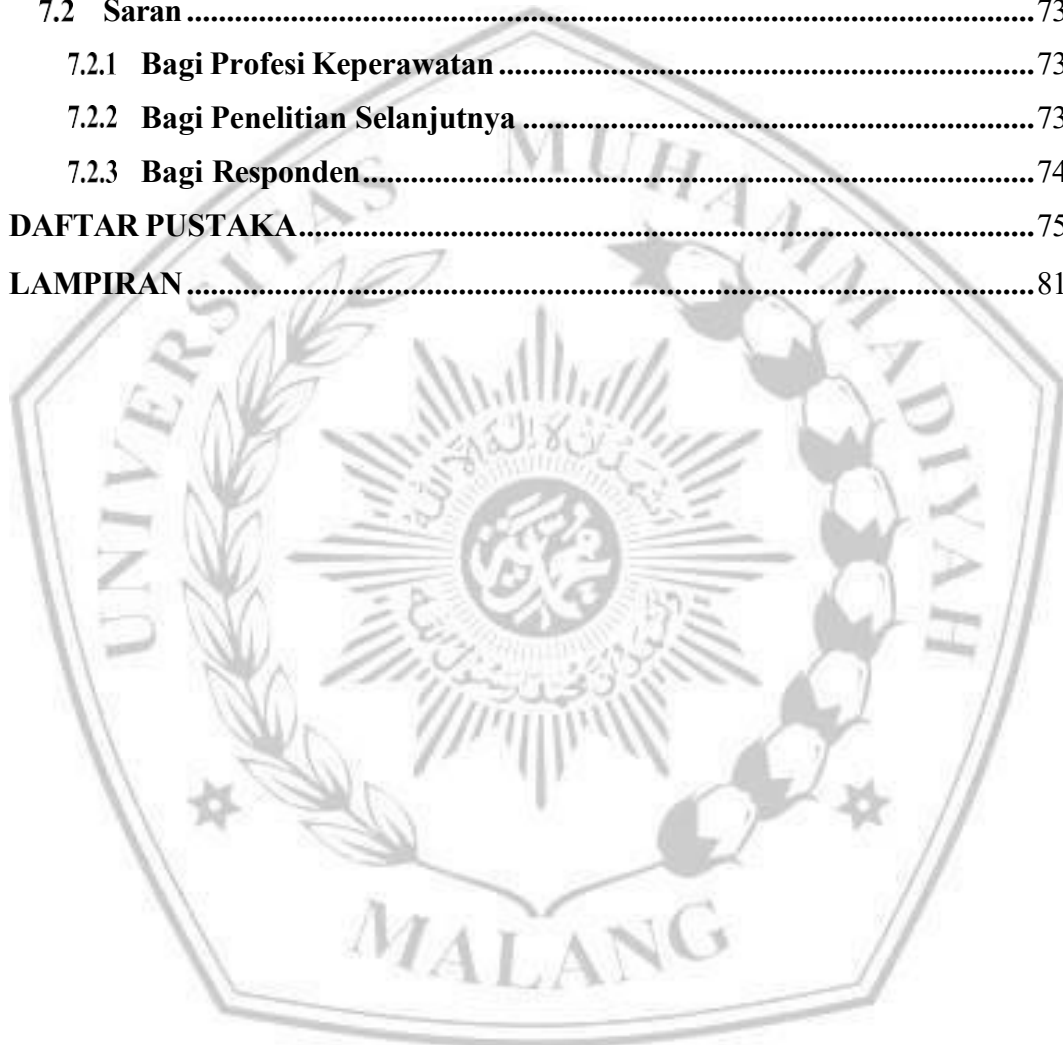 7.2 Saran ........................................................................................................... 73
7.2.1 Bagi Profesi Keperawatan .................................................................... 73
7.2.2 Bagi Penelitian Selanjutnya ................................................................. 73
7.2.3 Bagi Responden ..................................................................................... 74
DAFTAR PUSTAKA ............................................................................................. 75
LAMPIRAN ........................................................................................................... 81
UNIVERSITAS MUHAMMADIYAH
MALANG